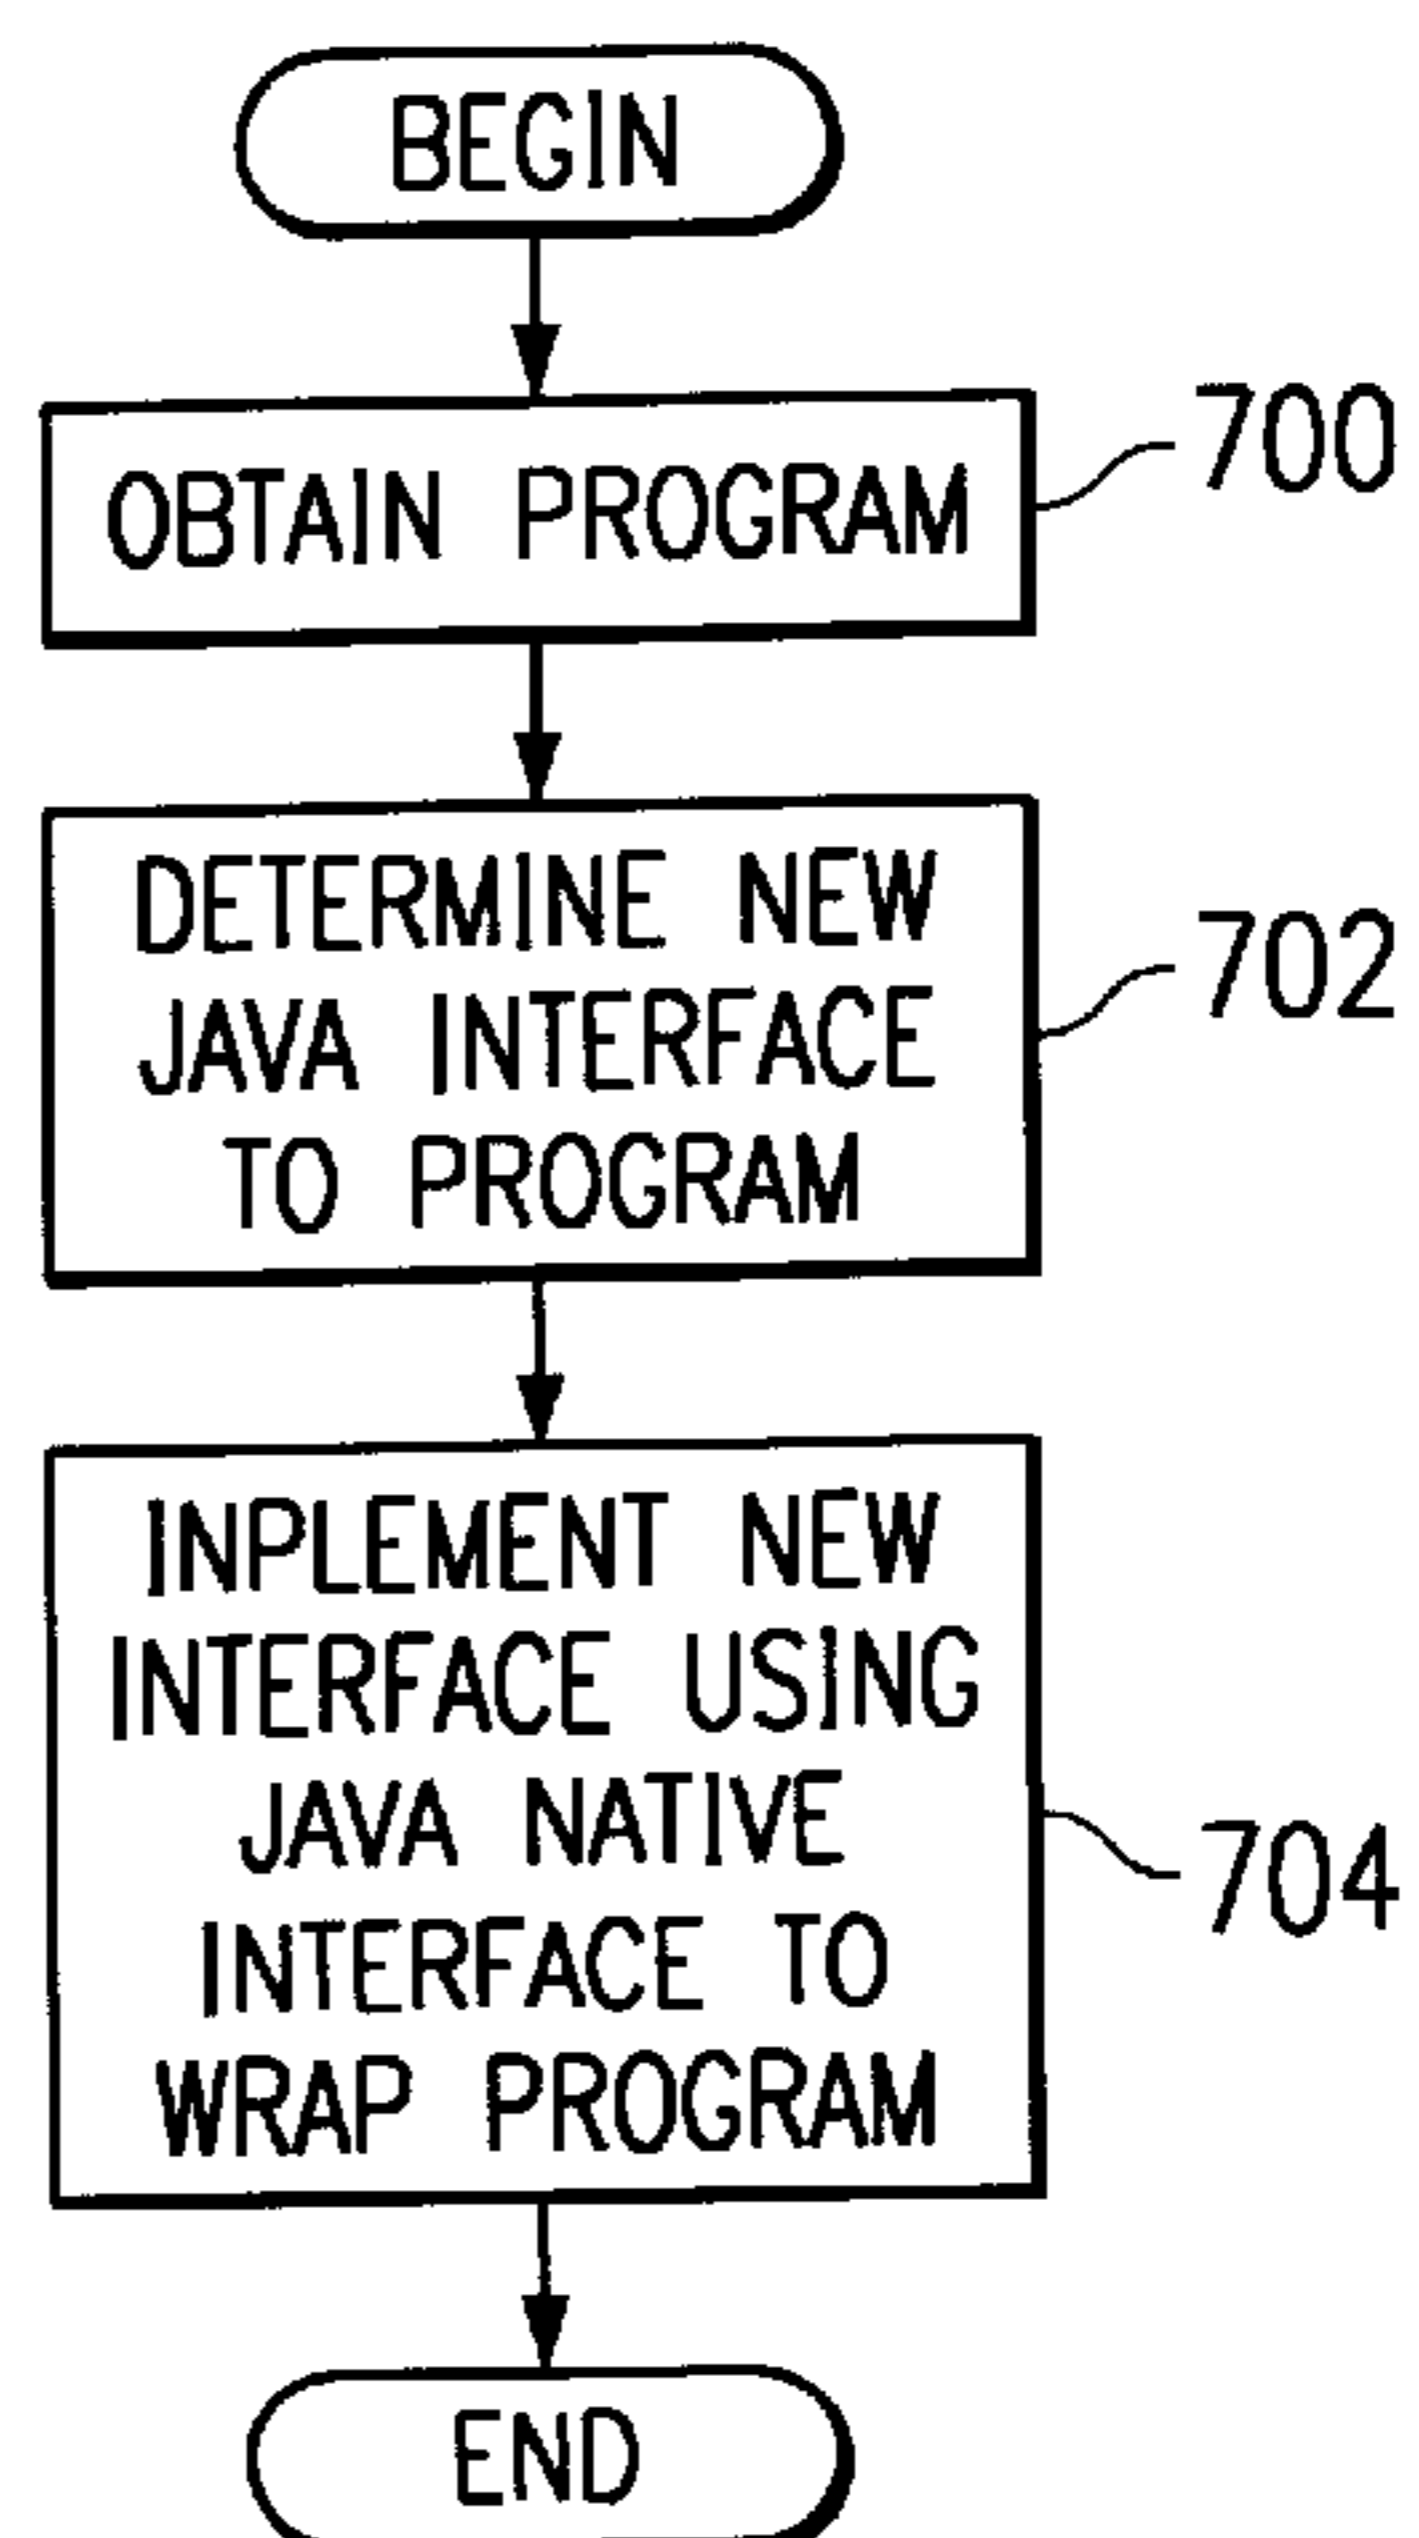 BEGIN
OBTAIN PROGRAM
700
DETERMINE NEW
JAVA INTERFACE
TO PROGRAM
702
INPLEMENT NEW
INTERFACE USING
JAVA NATIVE
INTERFACE TO
WRAP PROGRAM
704
END